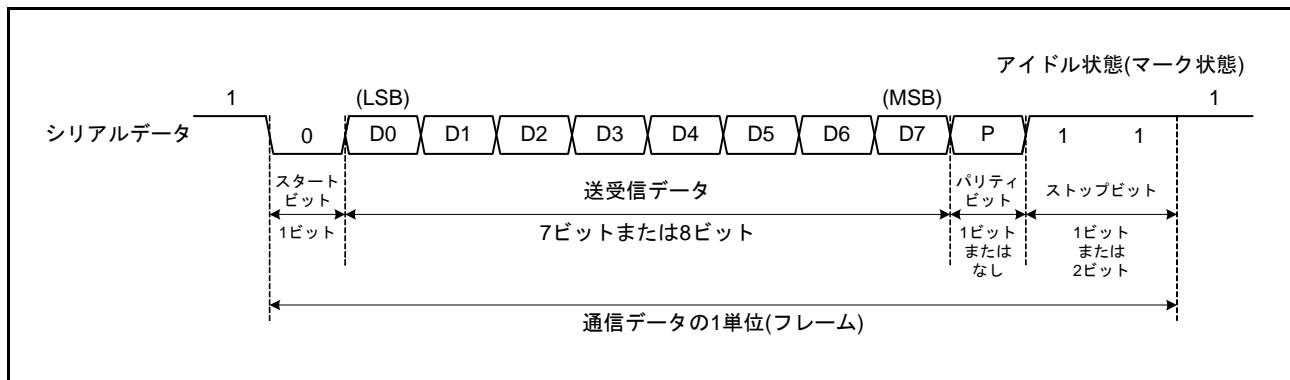 アイドル状態(マーク状態)
1 (LSB) (MSB) 1
シリアルデータ 0 D0 D1 D2 D3 D4 D5 D6 D7 P 1 1
スタート
ビット
送受信データ
パリティ
ビット
ストップビット
1ビット
7ビットまたは8ビット
1ビット
または
なし
1ビット
または
2ビット
通信データの1単位(フレーム)